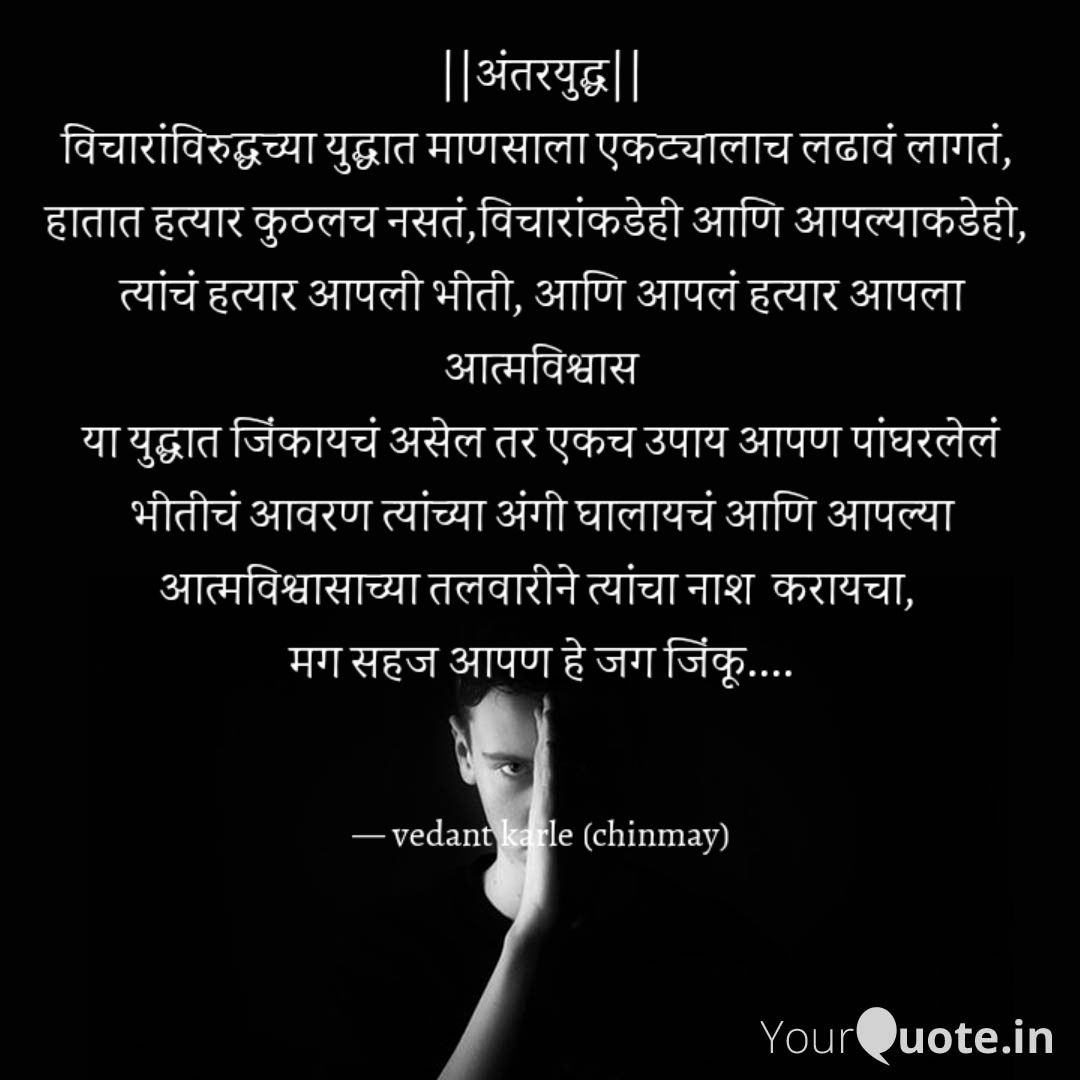 ||अंतरयुद्ध||
विचारांविरुद्धच्या युद्धात माणसाला एकट्यालाच लढावं लागतं,
हातात हत्यार कुठलच नसतं,विचारांकडेही आणि आपल्याकडेही,
त्यांचं हत्यार आपली भीती, आणि आपलं हत्यार आपला
आत्मविश्वास
या युद्धात जिंकायचं असेल तर एकच उपाय आपण पांघरलेलं
भीतीचं आवरण त्यांच्या अंगी घालायचं आणि आपल्या
आत्मविश्वासाच्या तलवारीने त्यांचा नाश करायचा,
मग सहज आपण हे जग जिंकू....
— vedant karle (chinmay)
YourQuote.in